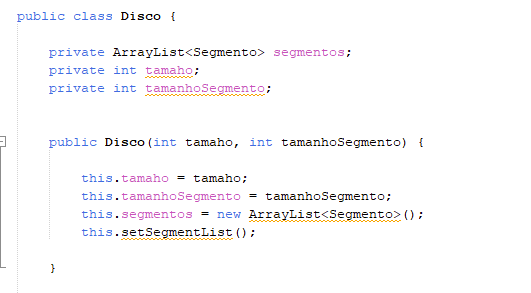 public class Disco {
private ArrayList<Segmento> segmentos;
private int tamaho;
private int tamanhoSegmento;
public Disco(int tamaho, int tamanhoSegmento) {
this.tamaho = tamaho;
this.tamanhoSegmento = tamanhoSegmento;
this.segmentos = new ArrayList<Segmento>();
this.setSegmentList();
}